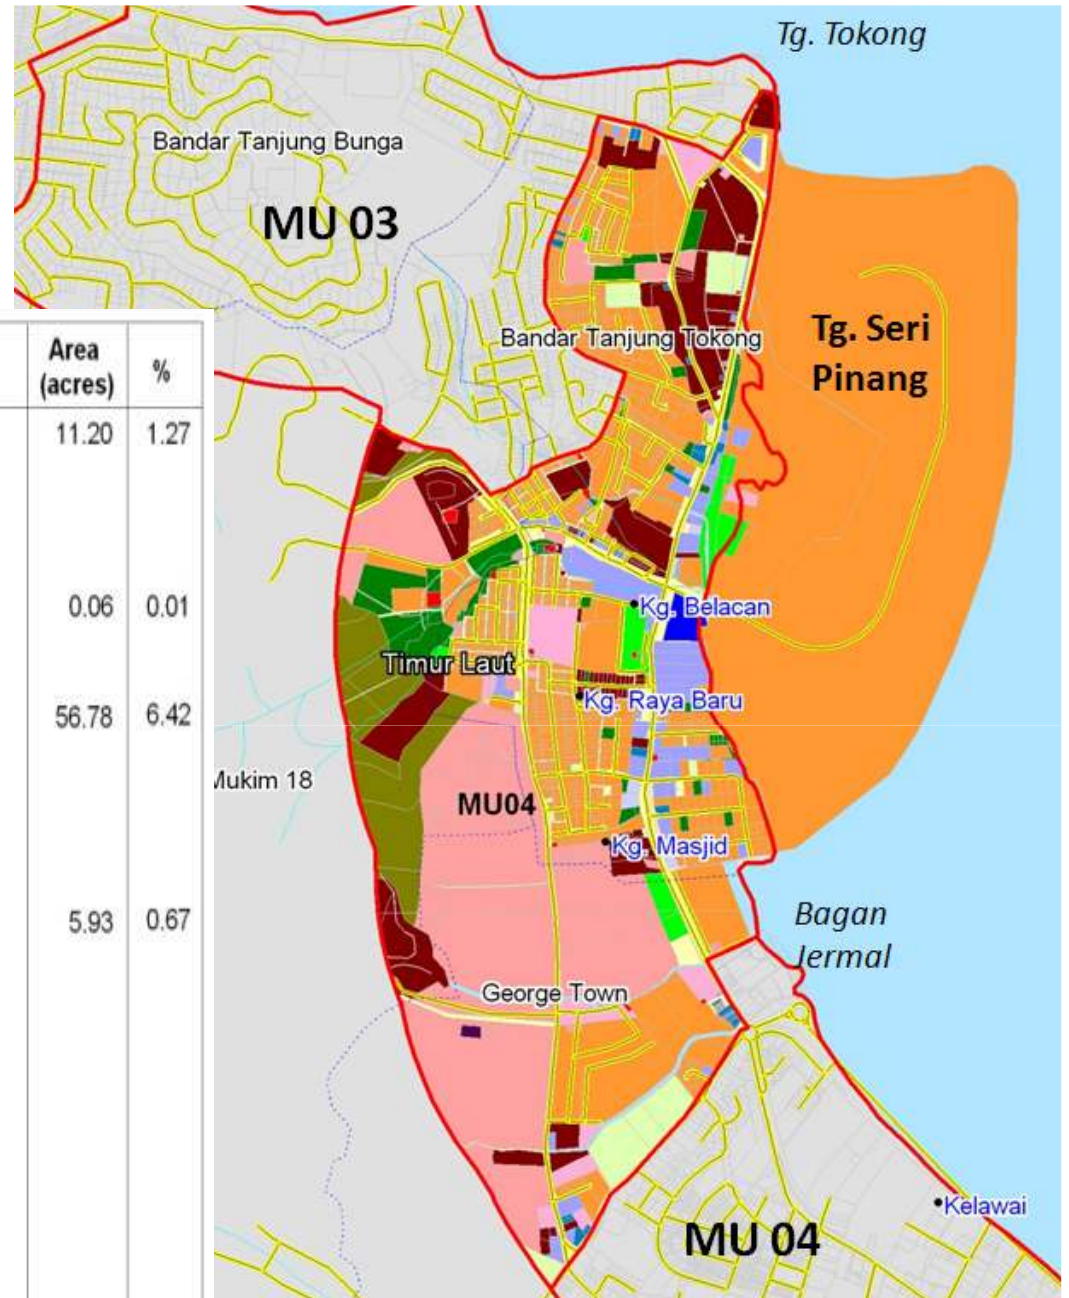 Tg. Tokong
Bandar Tanjung Bunga
MU 03
Bandar Tanjung Tokong
Tg. Seri
Pinang
Area
(acres)
%
11.20 1.27
0.06 0.01
56.78 6.42
5.93 0.67
Kg. Belacan
Timur Laut
Kg. Raya Baru
Mukim 18
MU04
Kg. Masjid
Bagan
Jermal
George Town
Kelawai
MU 04